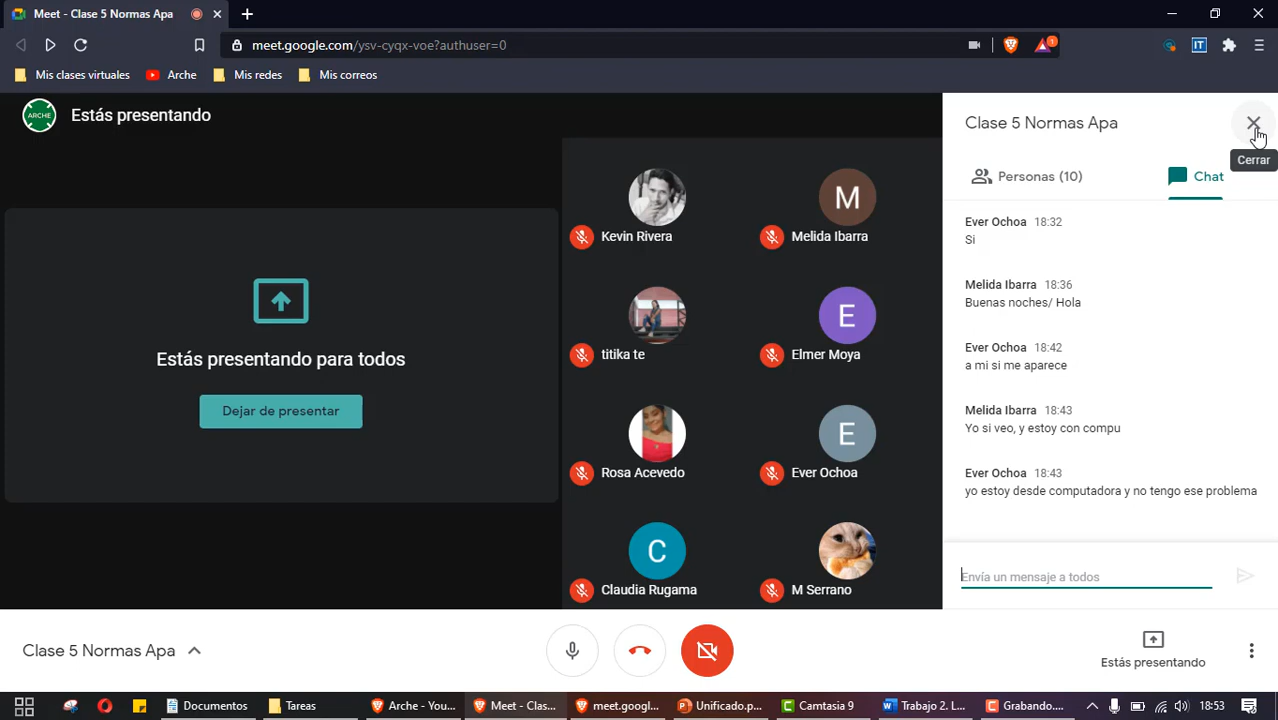 Meet - Clase 5 Normas Apa
meet.google.com/ysv-cyqx-voe?authuser=0
1
IT
Mis clases virtuales
Arche
Mis redes
Mis correos
ARCHE
Estás presentando
Estás presentando para todos
Dejar de presentar
Kevin Rivera
M
Melida Ibarra
titika te
E
Elmer Moya
Rosa Acevedo
E
Ever Ochoa
C
Claudia Rugama
M Serrano
Clase 5 Normas Apa
Cerrar
Personas (10)
Chat
Ever Ochoa 18:32
Si
Melida Ibarra 18:36
Buenas noches/ Hola
Ever Ochoa 18:42
a mi si me aparece
Melida Ibarra 18:43
Yo si veo, y estoy con compu
Ever Ochoa 18:43
yo estoy desde computadora y no tengo ese problema
Envía un mensaje a todos
Clase 5 Normas Apa
Estás presentando
Documentos
Tareas
Arche - You...
Meet - Clas...
meet.googl...
Unificado.p...
Camtasia 9
Trabajo 2. L...
Grabando....
18:53